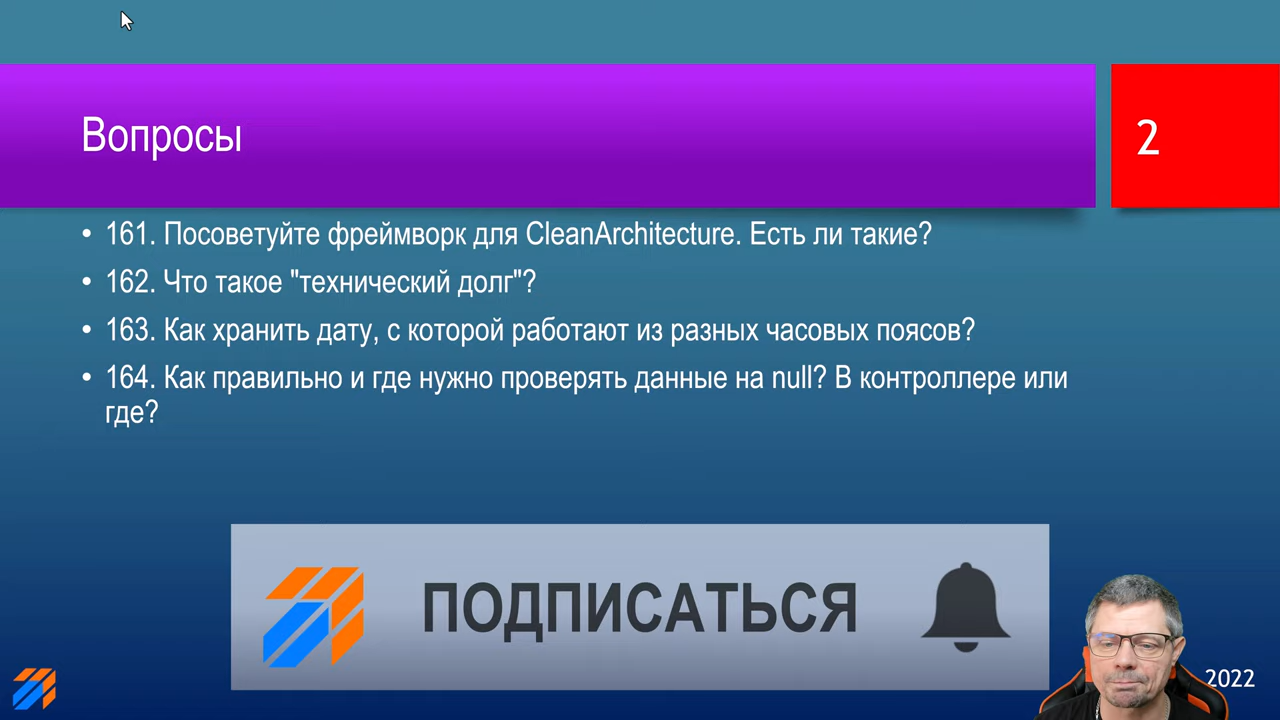 Вопросы
2
• 161. Посоветуйте фреймворк для CleanArchitecture. Есть ли такие?
• 162. Что такое "технический долг"?
• 163. Как хранить дату, с которой работают из разных часовых поясов?
• 164. Как правильно и где нужно проверять данные на null? В контроллере или
где?
ПОДПИСАТЬСЯ
2022